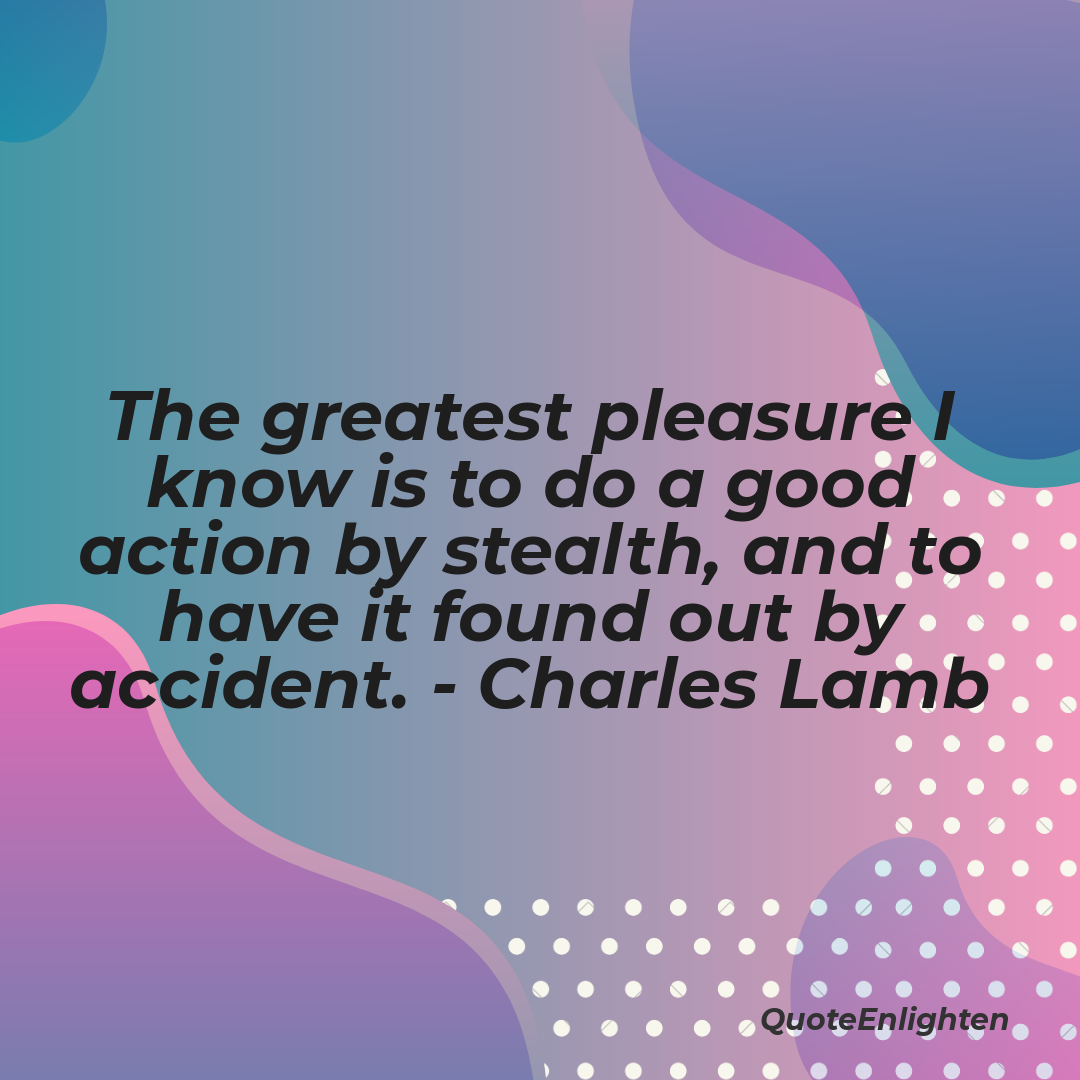 The greatest pleasure I
know is to do a good
action by stealth, and to
have it found out by
accident. - Charles Lamb
QuoteEnlighten